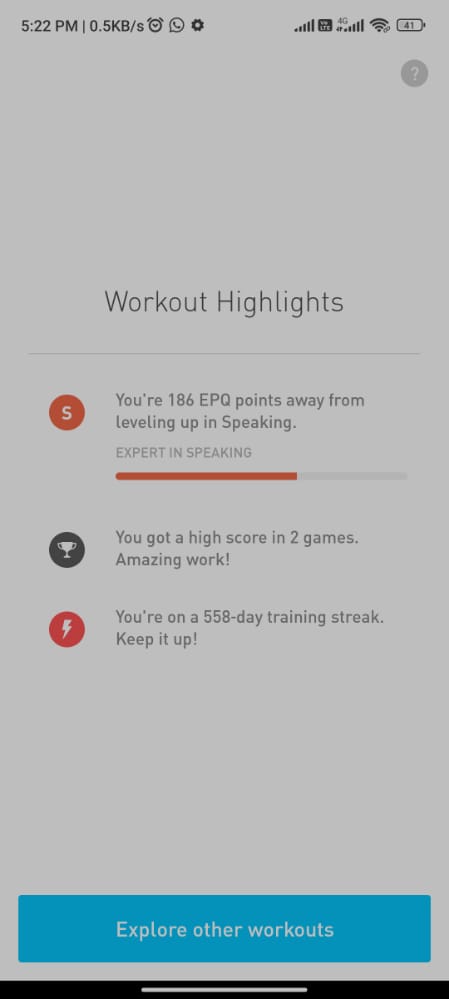 5:22 PM | 0.5KB/s
Vo LTE 4G 41
?
Workout Highlights
S
You're 186 EPQ points away from
leveling up in Speaking.
EXPERT IN SPEAKING
You got a high score in 2 games.
Amazing work!
You're on a 558-day training streak.
Keep it up!
Explore other workouts